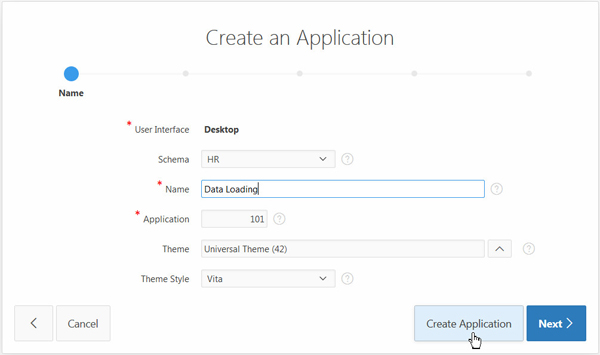 Create an Application
Name
* User Interface Desktop
Schema HR ?
* Name Data Loading ?
* Application 101 ?
Theme Universal Theme (42) ?
Theme Style Vita ?
Cancel Create Application Next